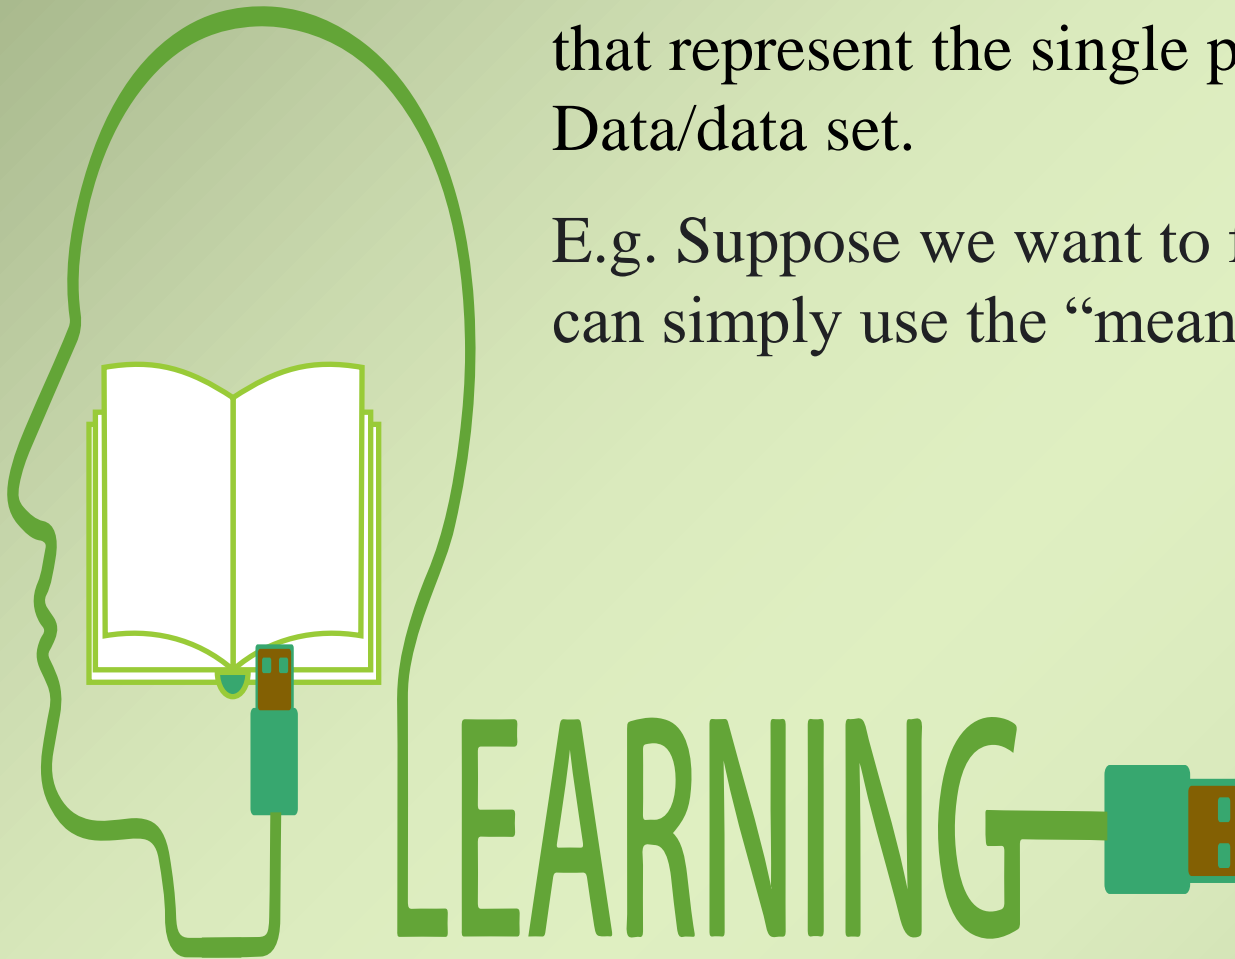 that represent the single
Data/data set.
E.g. Suppose we want to
can simply use the “mean
LEARNING